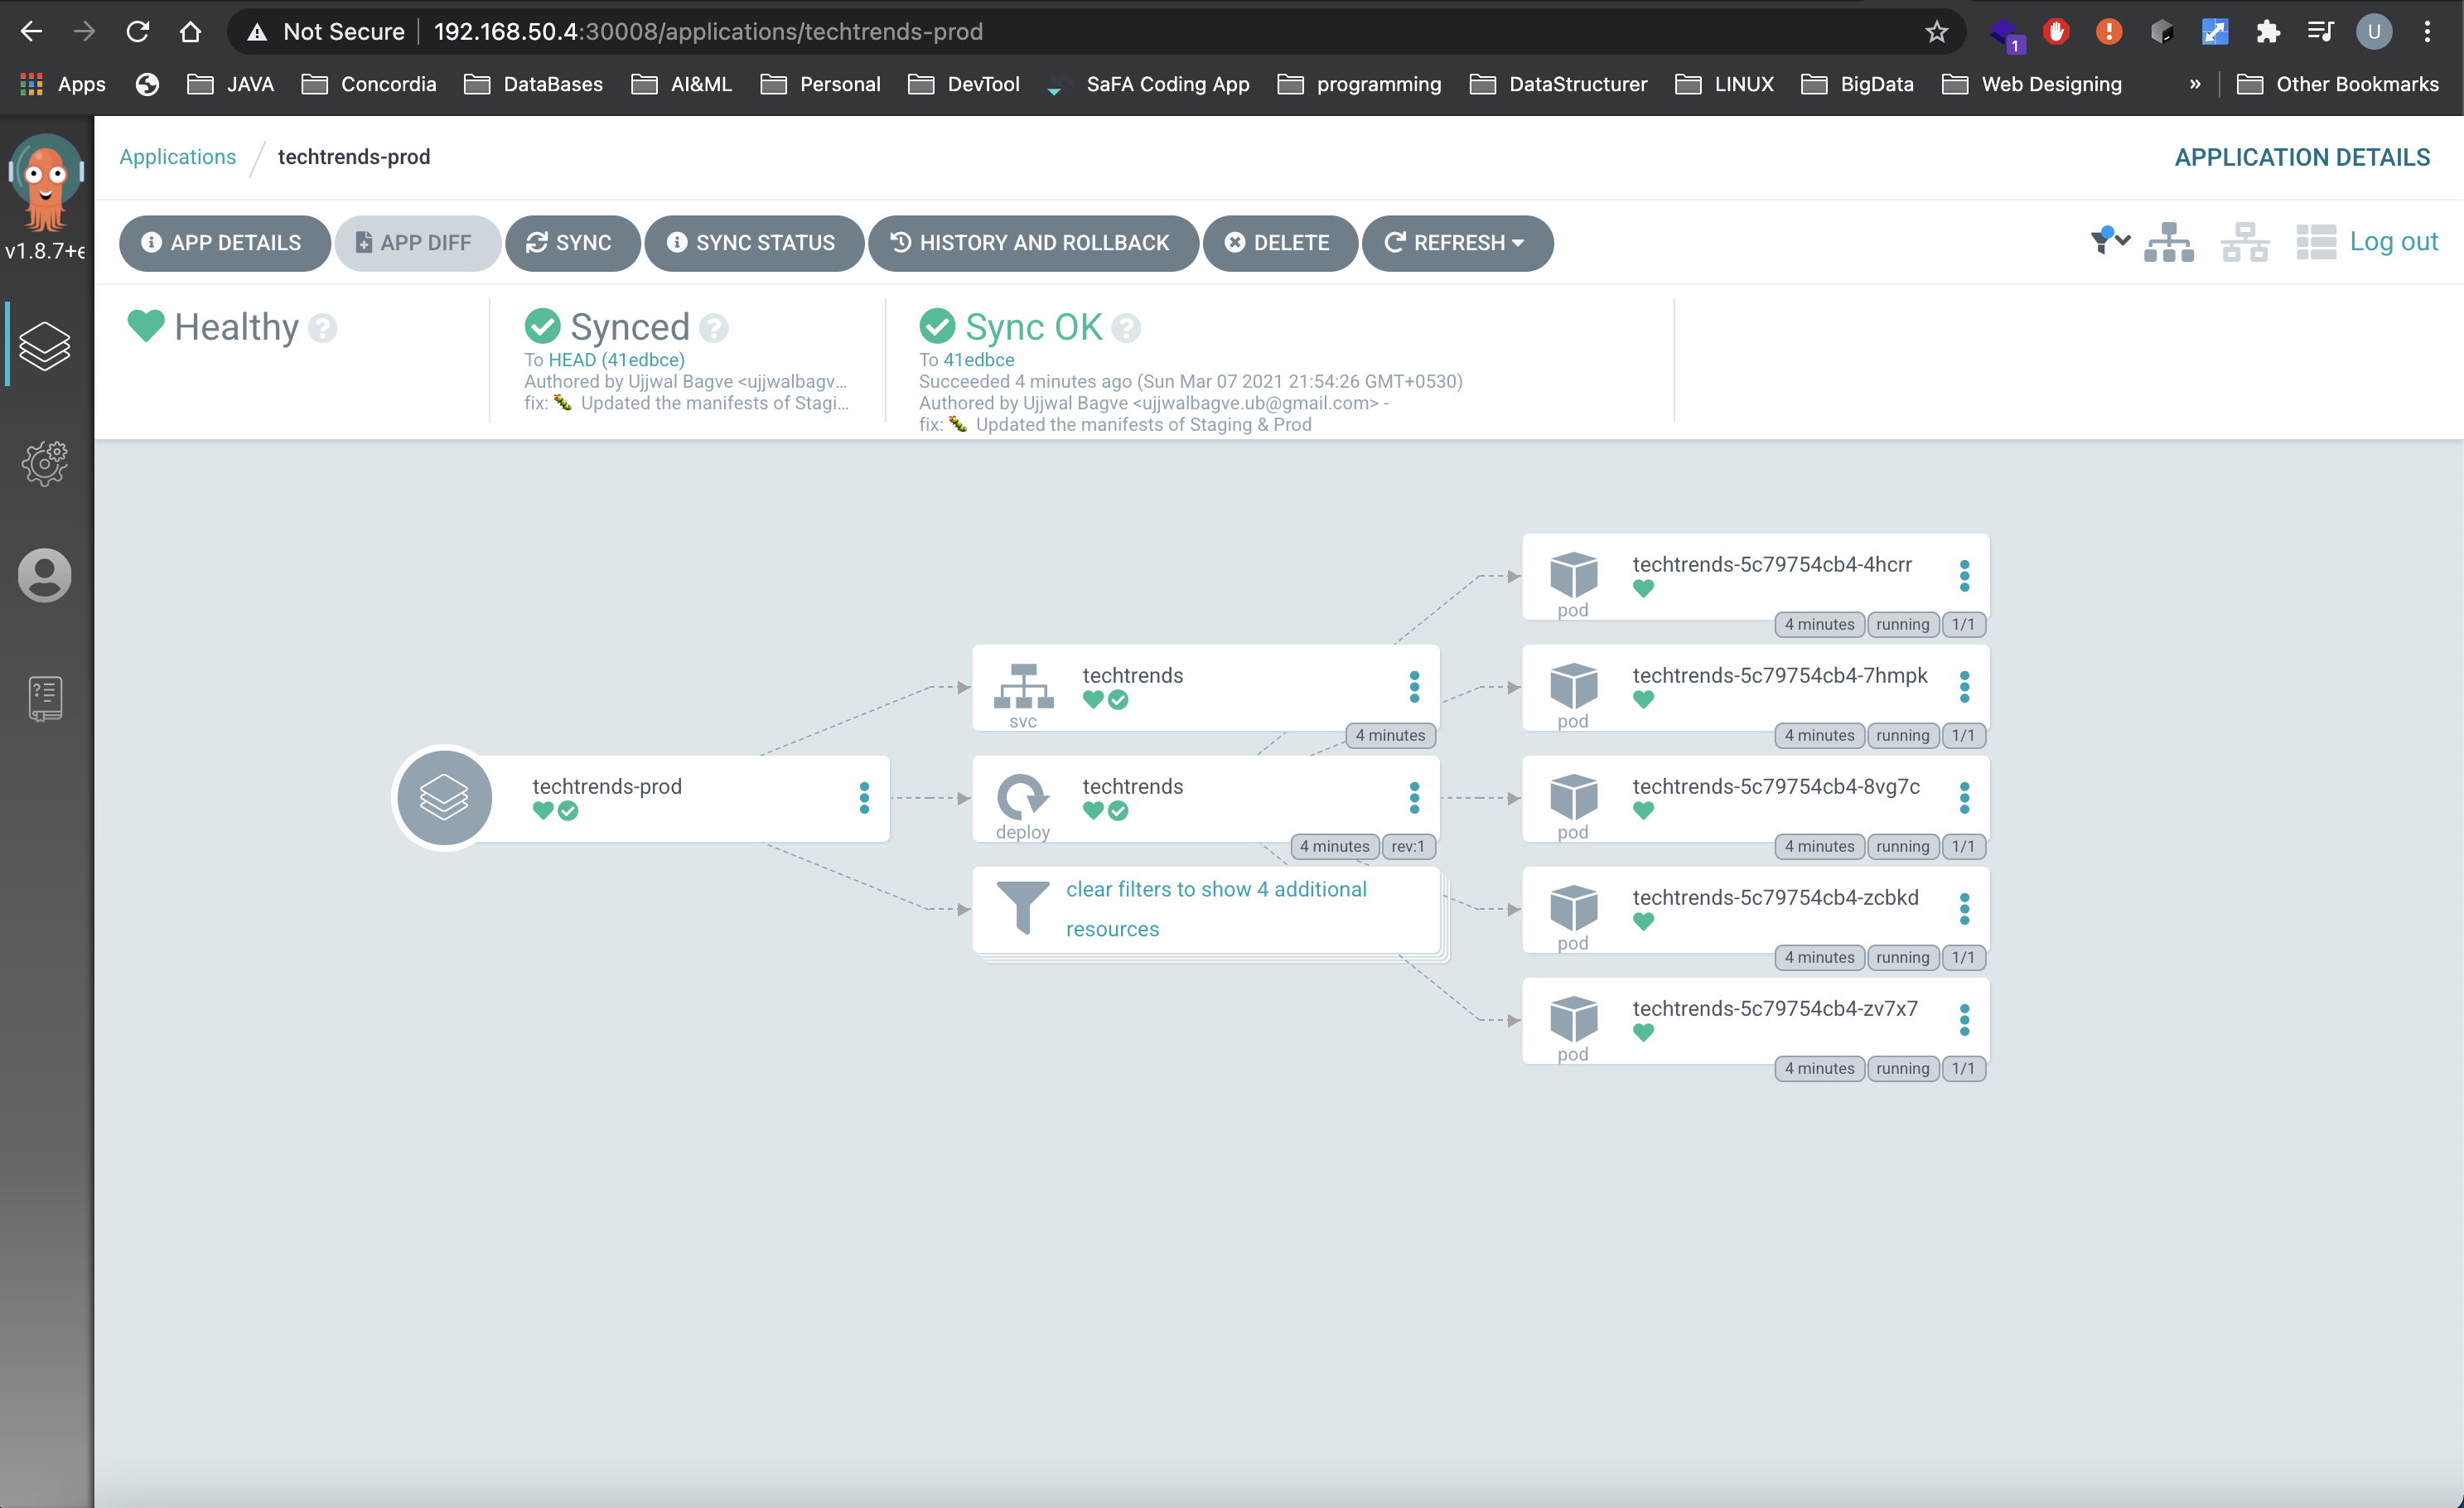 Not Secure 192.168.50.4:30008/applications/techtrends-prod
1
U
Apps JAVA Concordia DataBases AI&ML Personal DevTool SaFA Coding App programming DataStructurer LINUX BigData Web Designing » Other Bookmarks
v1.8.7+e
Applications / techtrends-prod
APPLICATION DETAILS
APP DETAILS APP DIFF SYNC SYNC STATUS HISTORY AND ROLLBACK DELETE REFRESH Log out
Healthy
Synced
To HEAD (41edbce)
Authored by Ujjwal Bagve <ujjwalbagv...
fix: 🐛 Updated the manifests of Stagi...
Sync OK
To 41edbce
Succeeded 4 minutes ago (Sun Mar 07 2021 21:54:26 GMT+0530)
Authored by Ujjwal Bagve <ujjwalbagve.ub@gmail.com> -
fix: 🐛 Updated the manifests of Staging & Prod
techtrends-prod
svc
techtrends
4 minutes
deploy
techtrends
4 minutes rev:1
clear filters to show 4 additional
resources
pod
techtrends-5c79754cb4-4hcrr
4 minutes running 1/1
pod
techtrends-5c79754cb4-7hmpk
4 minutes running 1/1
pod
techtrends-5c79754cb4-8vg7c
4 minutes running 1/1
pod
techtrends-5c79754cb4-zcbkd
4 minutes running 1/1
pod
techtrends-5c79754cb4-zv7x7
4 minutes running 1/1